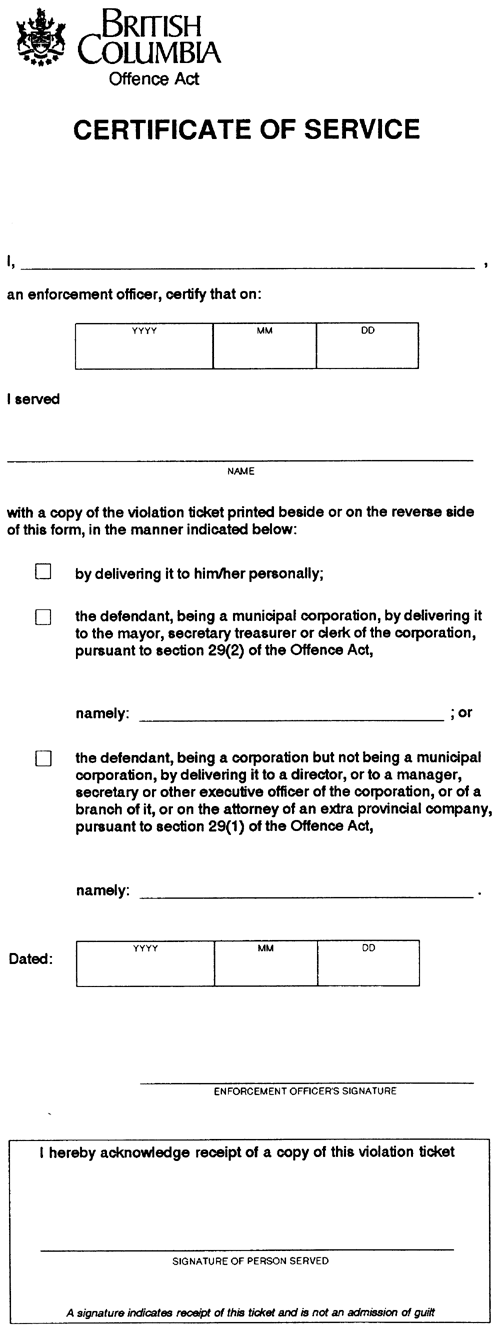 BRITISH
COLUMBIA
Offence Act
CERTIFICATE OF SERVICE
I, ,
an enforcement officer, certify that on:
YYYY MM DD
I served
NAME
with a copy of the violation ticket printed beside or on the reverse side
of this form, in the manner indicated below:
by delivering it to him/her personally;
the defendant, being a municipal corporation, by delivering it
to the mayor, secretary treasurer or clerk of the corporation,
pursuant to section 29(2) of the Offence Act,
namely: ; or
the defendant, being a corporation but not being a municipal
corporation, by delivering it to a director, or to a manager,
secretary or other executive officer of the corporation, or of a
branch of it, or on the attorney of an extra provincial company,
pursuant to section 29(1) of the Offence Act,
namely: .
Dated: YYYY MM DD
ENFORCEMENT OFFICER'S SIGNATURE
I hereby acknowledge receipt of a copy of this violation ticket
SIGNATURE OF PERSON SERVED
A signature indicates receipt of this ticket and is not an admission of guilt